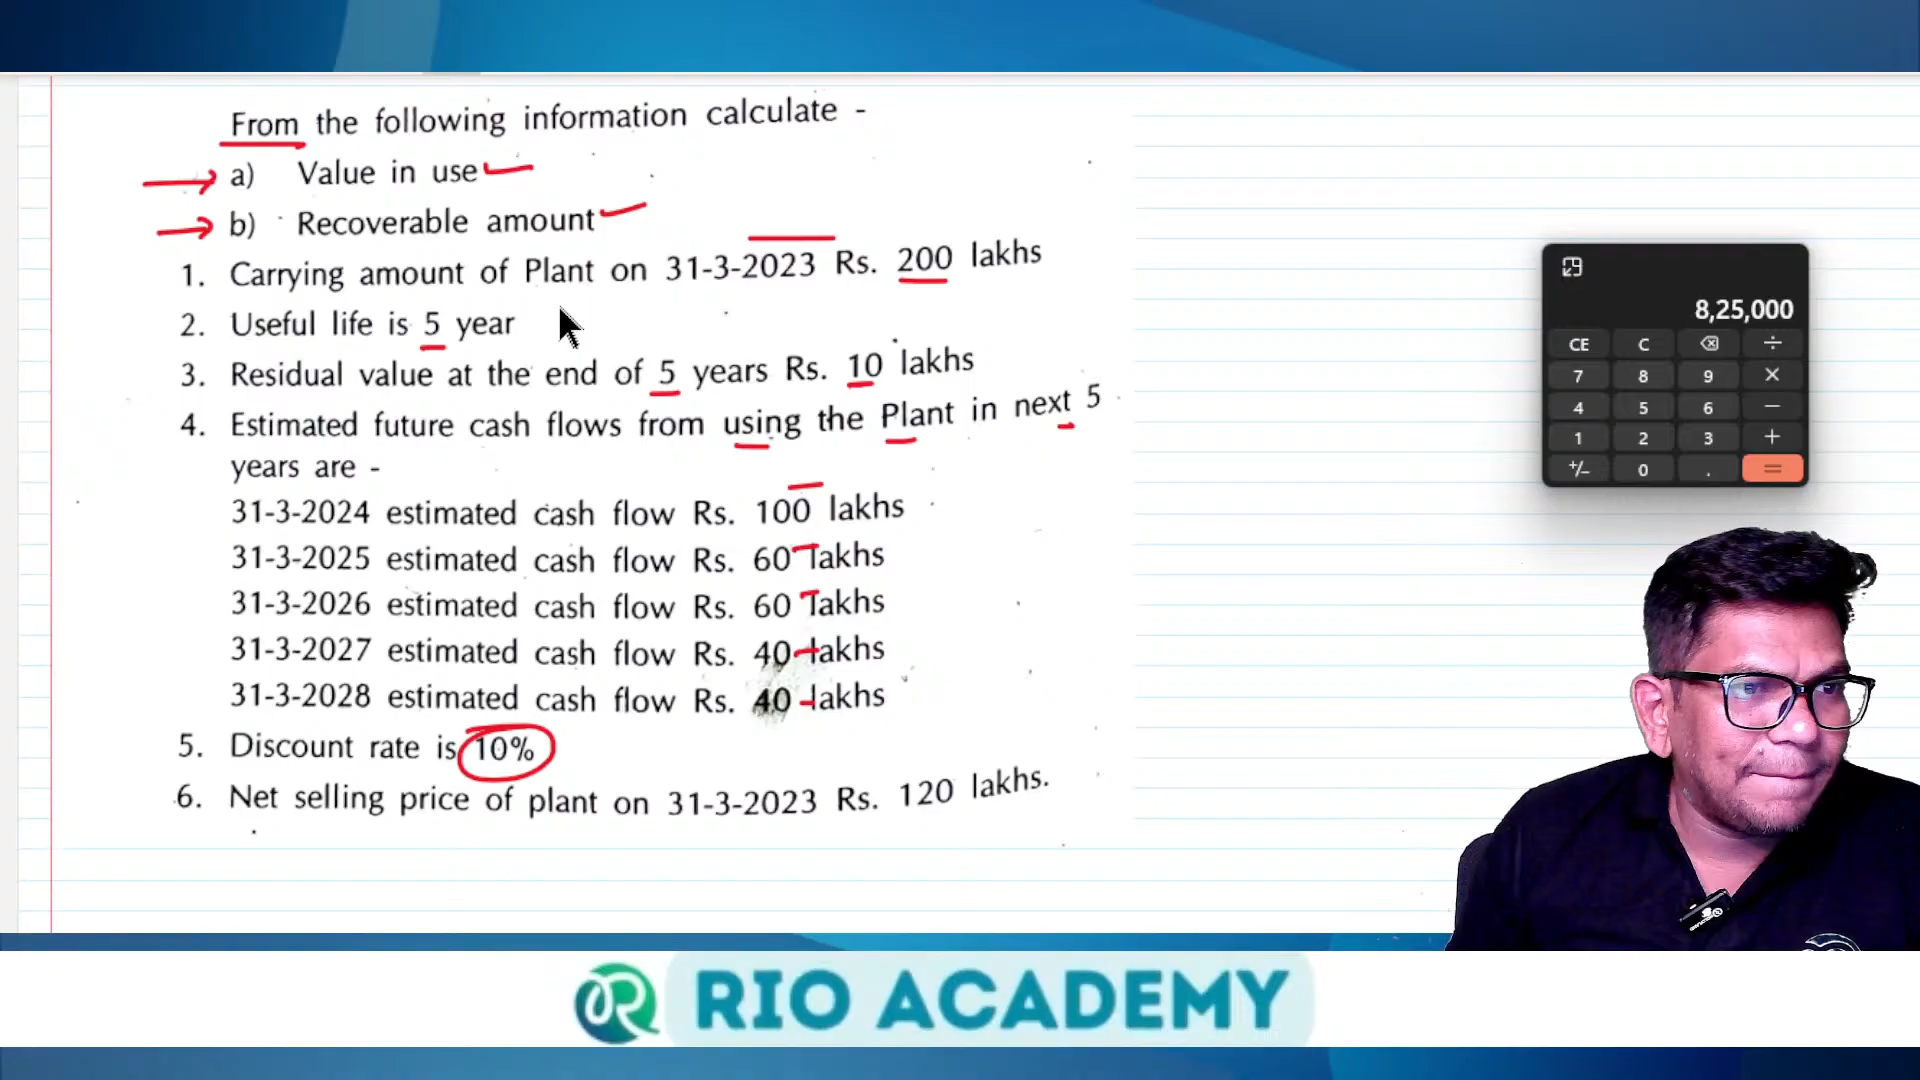 From the following information calculate -
a) Value in use
b) Recoverable amount
1. Carrying amount of Plant on 31-3-2023 Rs. 200 lakhs
2. Useful life is 5 year
3. Residual value at the end of 5 years Rs. 10 lakhs
4. Estimated future cash flows from using the Plant in next 5
years are -
31-3-2024 estimated cash flow Rs. 100 lakhs
31-3-2025 estimated cash flow Rs. 60 lakhs
31-3-2026 estimated cash flow Rs. 60 lakhs
31-3-2027 estimated cash flow Rs. 40 lakhs
31-3-2028 estimated cash flow Rs. 40 lakhs
5. Discount rate is 10%
6. Net selling price of plant on 31-3-2023 Rs. 120 lakhs.
8,25,000
CE C ⌫ ÷
7 8 9 ×
4 5 6 −
1 2 3 +
+/− 0 . =
RIO ACADEMY